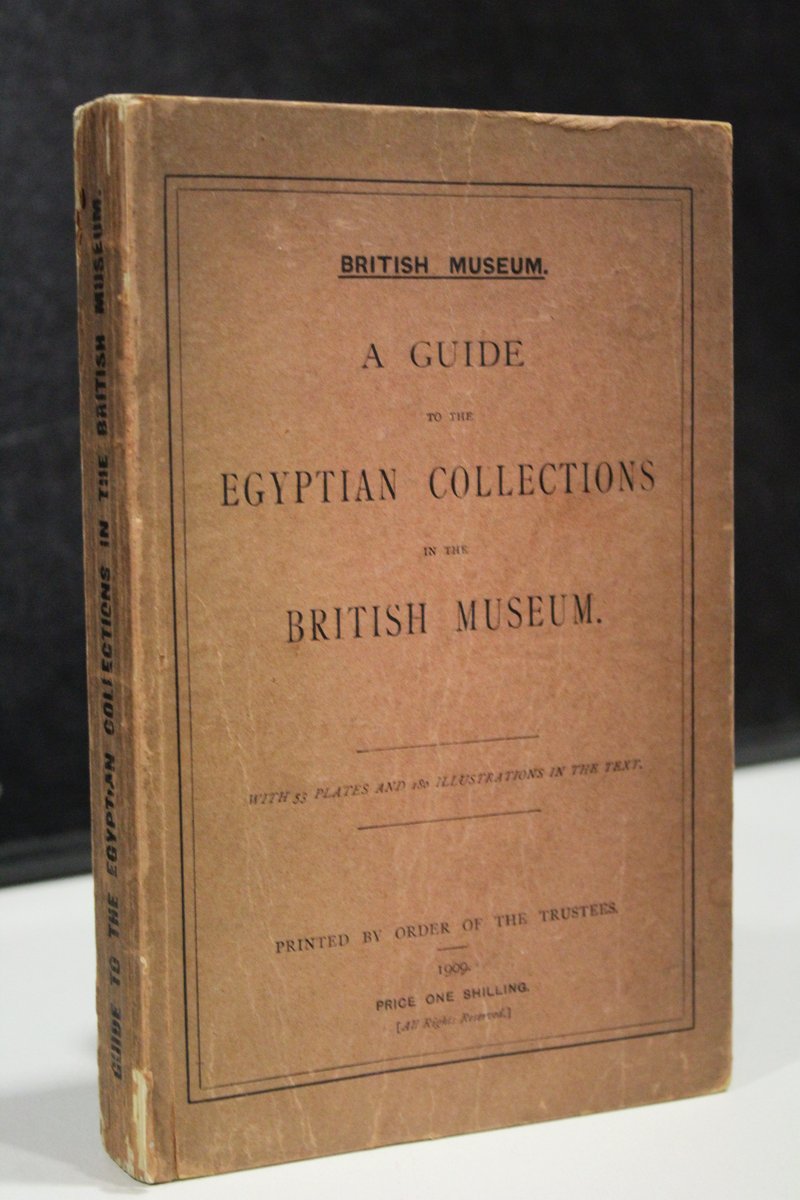 BRITISH MUSEUM.
A GUIDE
TO THE
EGYPTIAN COLLECTIONS
IN THE
BRITISH MUSEUM.
WITH 53 PLATES AND 180 ILLUSTRATIONS IN THE TEXT.
PRINTED BY ORDER OF THE TRUSTEES.
1909.
PRICE ONE SHILLING.
[All Rights Reserved.]
GUIDE TO THE EGYPTIAN COLLECTIONS IN THE BRITISH MUSEUM.